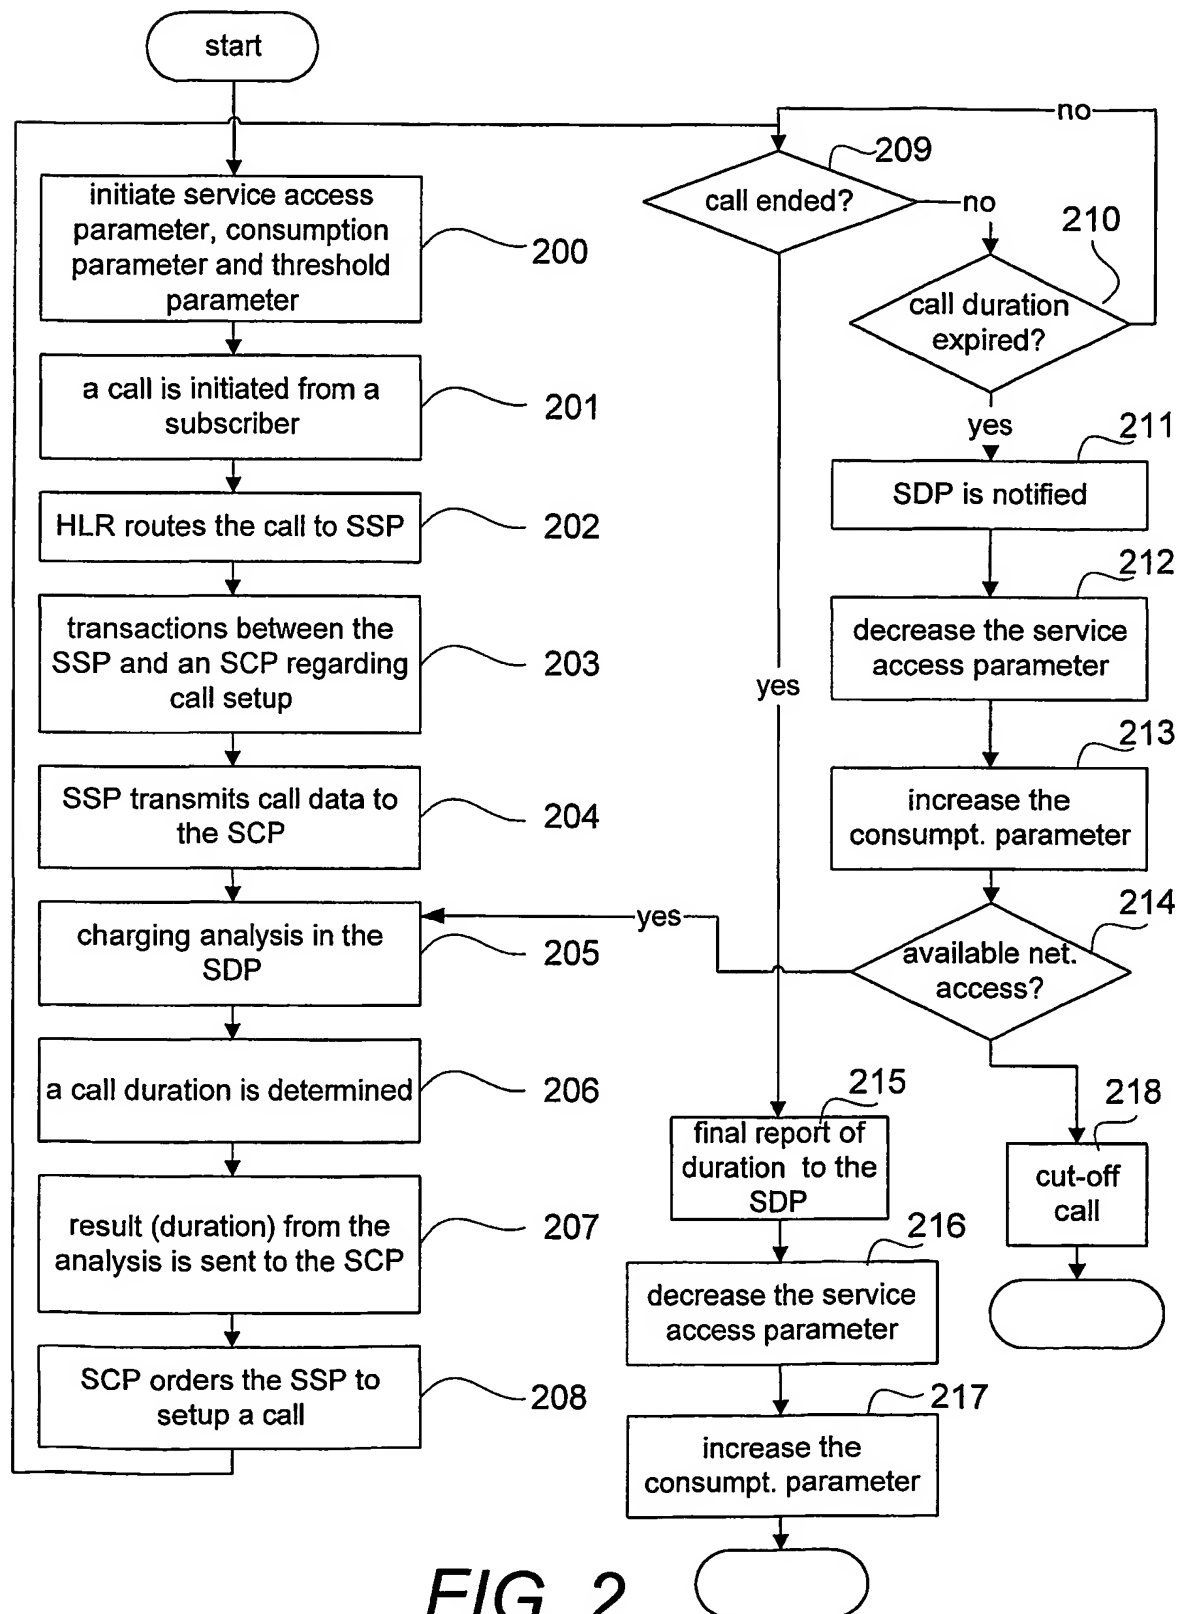 start
initiate service access
parameter, consumption
parameter and threshold
parameter
200
a call is initiated from a
subscriber
201
HLR routes the call to SSP
202
transactions between the
SSP and an SCP regarding
call setup
203
SSP transmits call data to
the SCP
204
charging analysis in the
SDP
205
a call duration is determined
206
result (duration) from the
analysis is sent to the SCP
207
SCP orders the SSP to
setup a call
208
call ended?
209
no
no
call duration
expired?
210
yes
SDP is notified
211
decrease the service
access parameter
212
increase the
consumpt. parameter
213
available net.
access?
214
yes
yes
final report of
duration to the
SDP
215
decrease the service
access parameter
216
increase the
consumpt. parameter
217
cut-off
call
218
FIG. 2